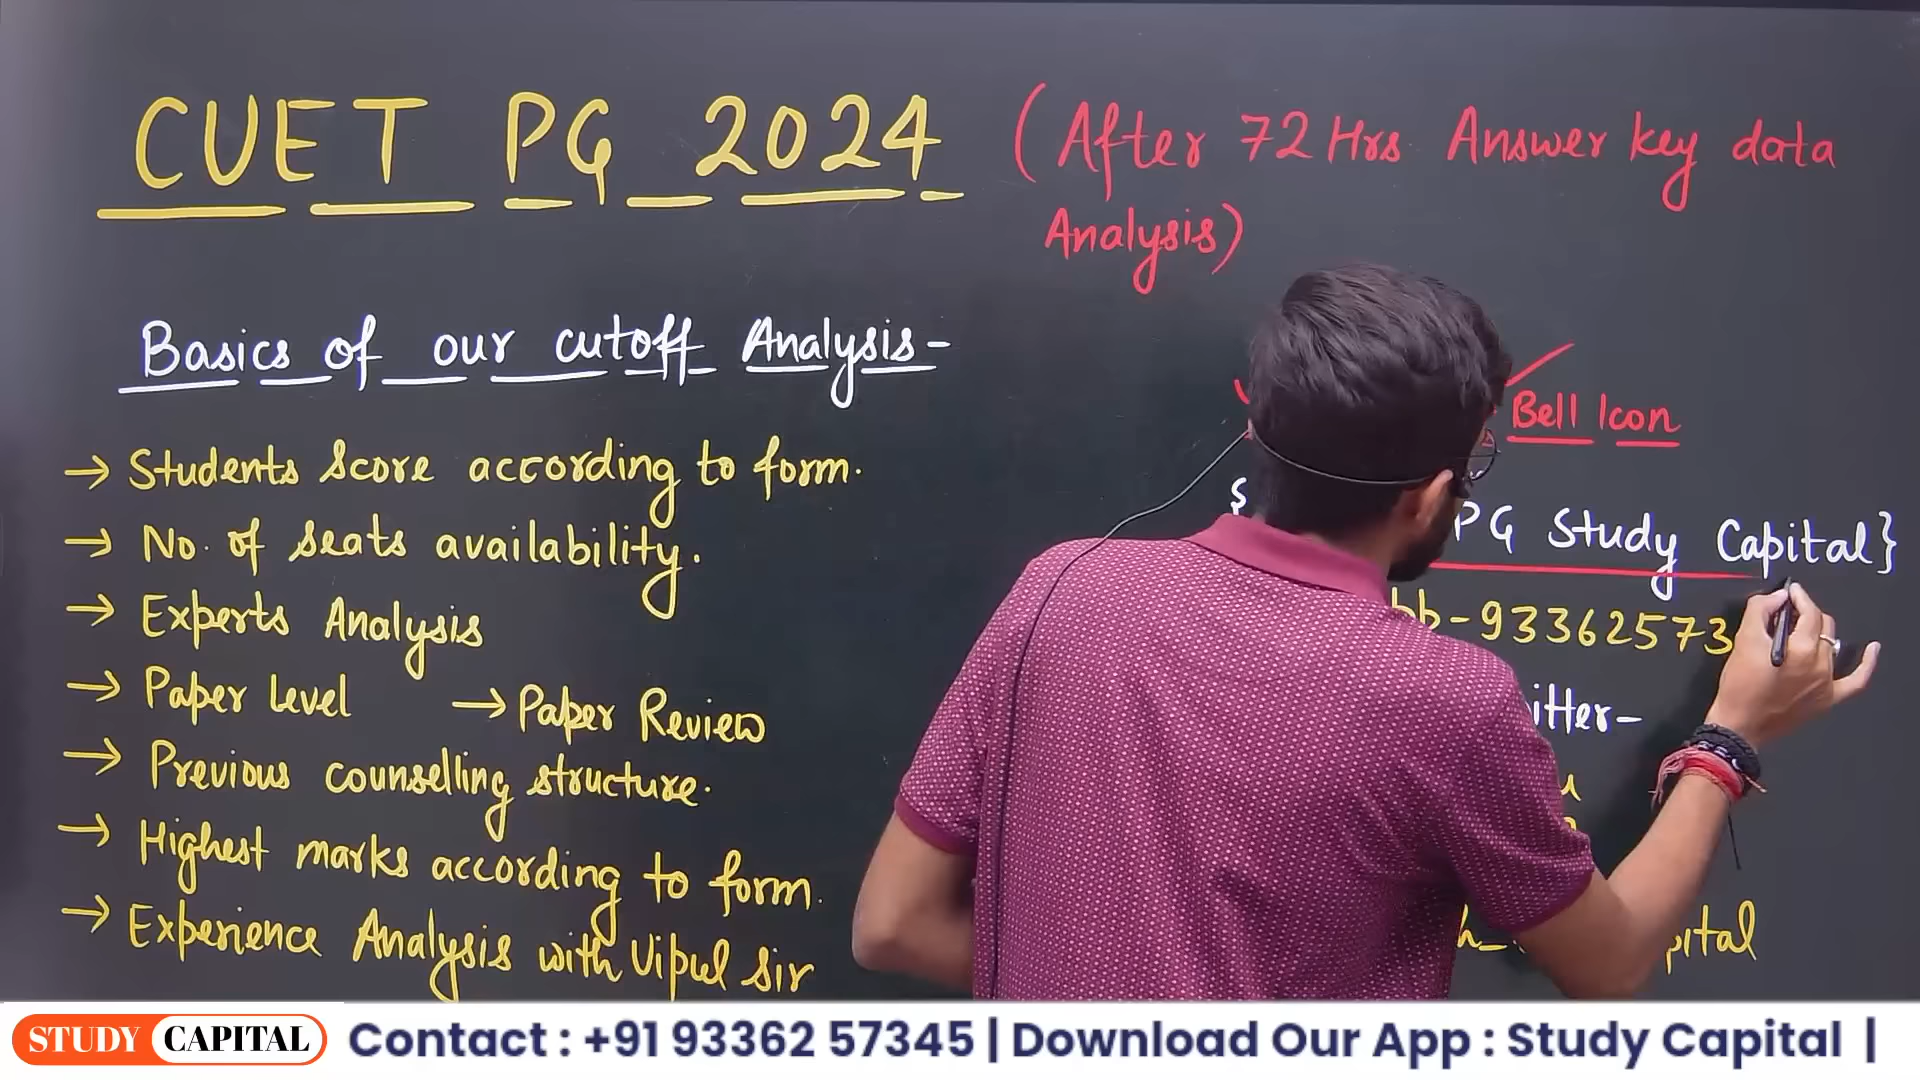 CUET PG 2024 (After 72 Hrs Answer key data
Analysis)
Basics of our cutoff Analysis-
→ Students Score according to form.
→ No. of seats availability.
→ Experts Analysis
→ Paper Level → Paper Review
→ Previous counselling structure.
→ Highest marks according to form.
→ Experience Analysis with Vipul sir
Bell Icon
PG Study Capital}
-93362573
itter-
pital
STUDY CAPITAL Contact : +91 93362 57345 | Download Our App : Study Capital |